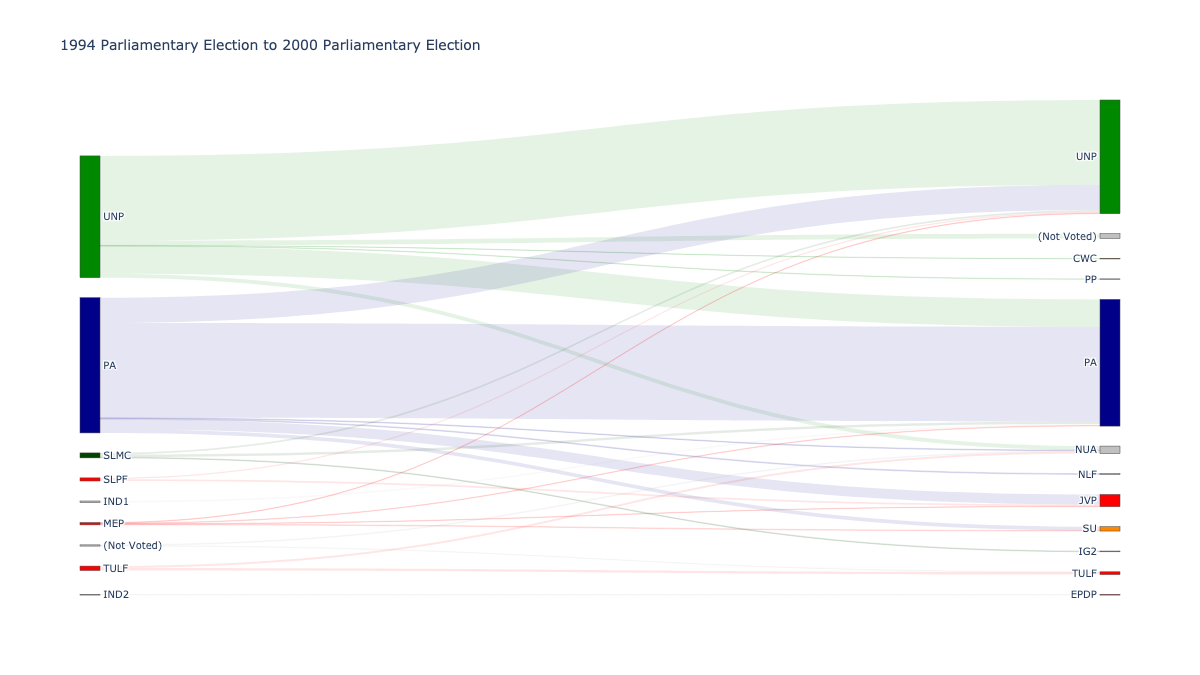 1994 Parliamentary Election to 2000 Parliamentary Election
UNP
PA
SLMC
SLPF
IND1
MEP
(Not Voted)
TULF
IND2
UNP
(Not Voted)
CWC
PP
PA
NUA
NLF
JVP
SU
IG2
TULF
EPDP